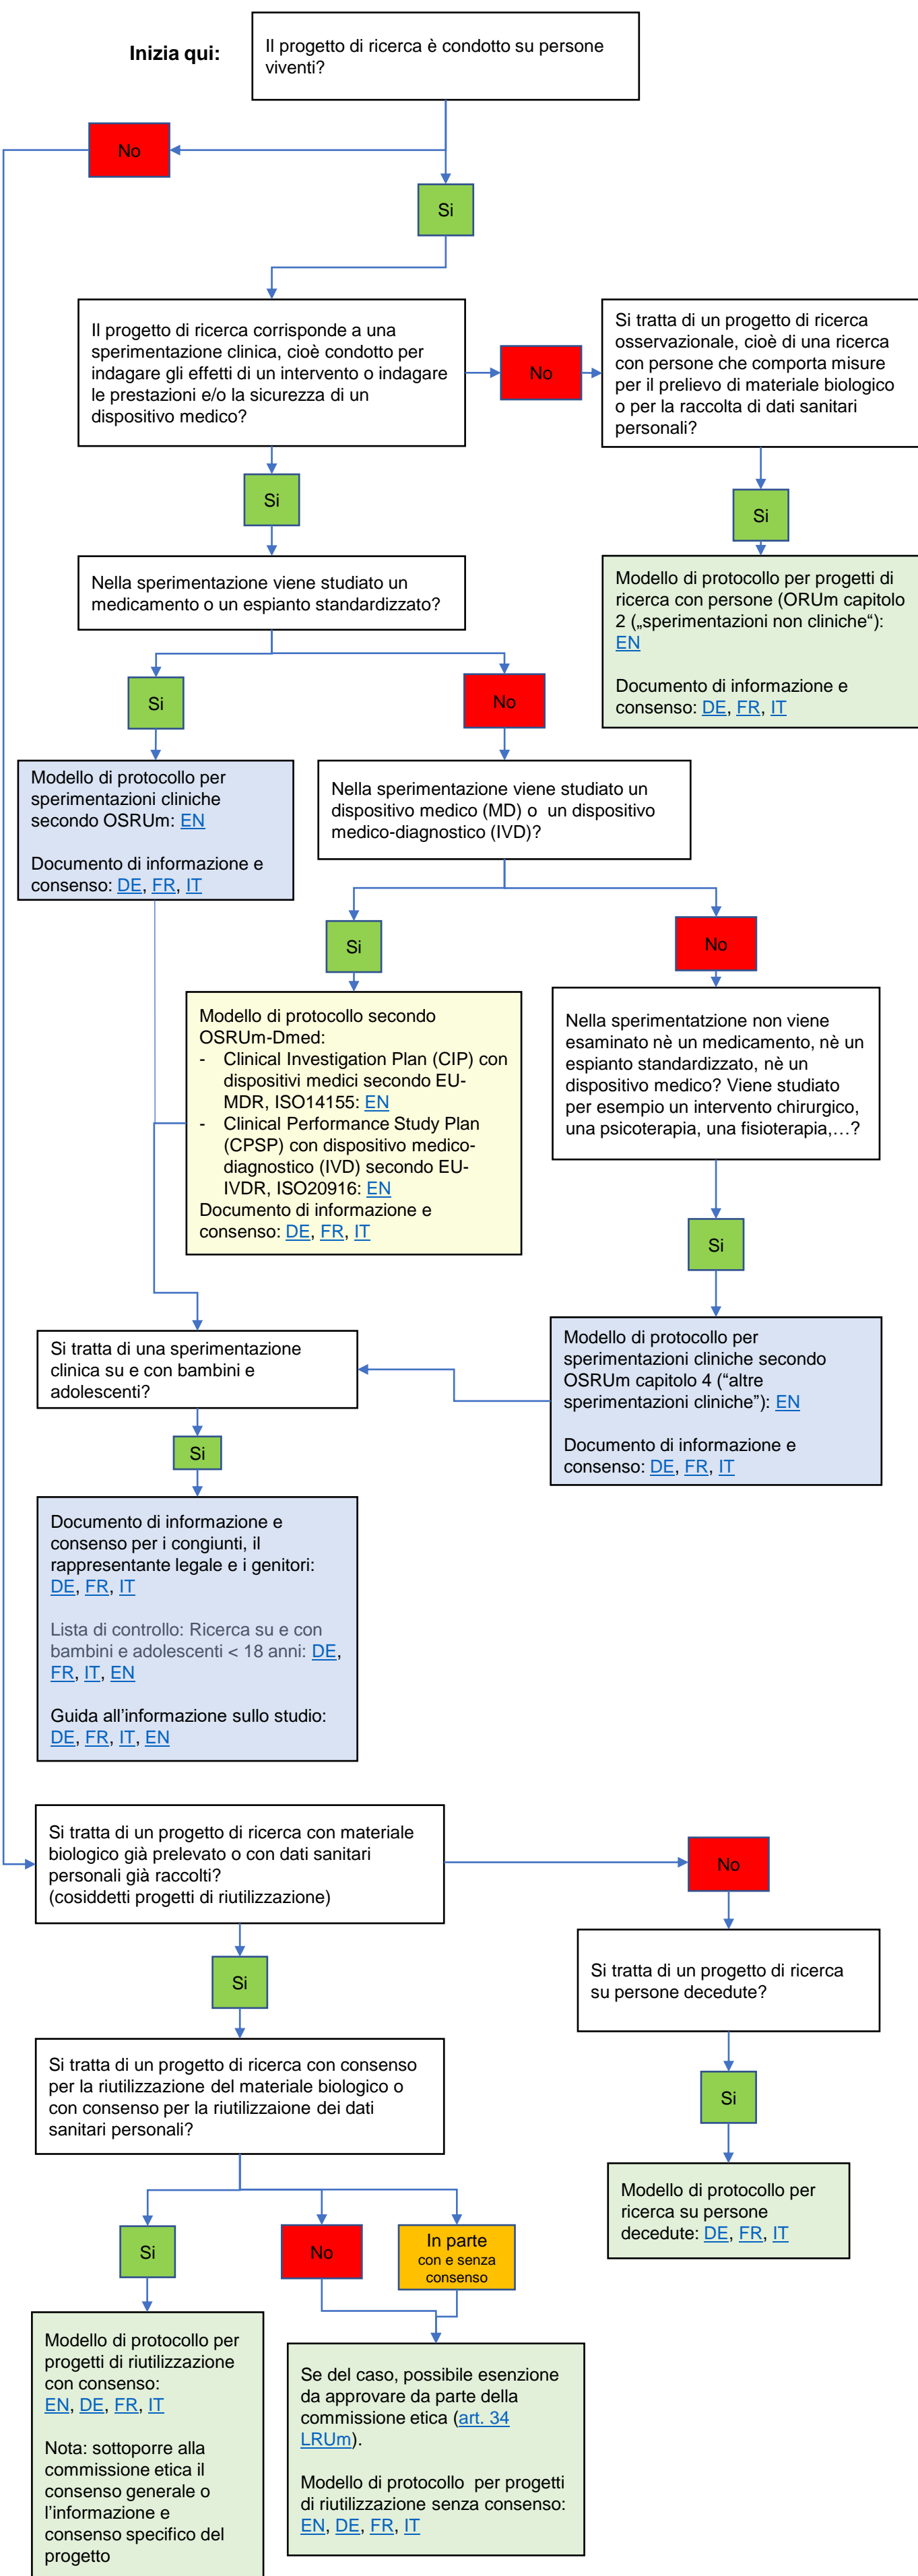 Inizia qui:
Il progetto di ricerca è condotto su persone
viventi?
No
Si
Il progetto di ricerca corrisponde a una
sperimentazione clinica, cioè condotto per
indagare gli effetti di un intervento o indagare
le prestazioni e/o la sicurezza di un
dispositivo medico?
No
Si tratta di un progetto di ricerca
osservazionale, cioè di una ricerca
con persone che comporta misure
per il prelievo di materiale biologico
o per la raccolta di dati sanitari
personali?
Si
Si
Nella sperimentazione viene studiato un
medicamento o un espianto standardizzato?
Modello di protocollo per progetti di
ricerca con persone (ORUm capitolo
2 („sperimentazioni non cliniche“):
EN
Documento di informazione e
consenso: DE, FR, IT
Si
No
Modello di protocollo per
sperimentazioni cliniche
secondo OSRUm: EN
Documento di informazione e
consenso: DE, FR, IT
Nella sperimentazione viene studiato un
dispositivo medico (MD) o un dispositivo
medico-diagnostico (IVD)?
Si
No
Modello di protocollo secondo
OSRUm-Dmed:
- Clinical Investigation Plan (CIP) con
dispositivi medici secondo EU-
MDR, ISO14155: EN
- Clinical Performance Study Plan
(CPSP) con dispositivo medico-
diagnostico (IVD) secondo EU-
IVDR, ISO20916: EN
Documento di informazione e
consenso: DE, FR, IT
Nella sperimentatzione non viene
esaminato nè un medicamento, nè un
espianto standardizzato, nè un
dispositivo medico? Viene studiato
per esempio un intervento chirurgico,
una psicoterapia, una fisioterapia,…?
Si
Si tratta di una sperimentazione
clinica su e con bambini e
adolescenti?
Modello di protocollo per
sperimentazioni cliniche secondo
OSRUm capitolo 4 (“altre
sperimentazioni cliniche”): EN
Documento di informazione e
consenso: DE, FR, IT
Si
Documento di informazione e
consenso per i congiunti, il
rappresentante legale e i genitori:
DE, FR, IT
Lista di controllo: Ricerca su e con
bambini e adolescenti < 18 anni: DE,
FR, IT, EN
Guida all’informazione sullo studio:
DE, FR, IT, EN
Si tratta di un progetto di ricerca con materiale
biologico già prelevato o con dati sanitari
personali già raccolti?
(cosiddetti progetti di riutilizzazione)
No
Si
Si tratta di un progetto di ricerca
su persone decedute?
Si tratta di un progetto di ricerca con consenso
per la riutilizzazione del materiale biologico o
con consenso per la riutilizzaione dei dati
sanitari personali?
Si
Modello di protocollo per
ricerca su persone
decedute: DE, FR, IT
Si
No
In parte
con e senza
consenso
Modello di protocollo per
progetti di riutilizzazione
con consenso:
EN, DE, FR, IT
Nota: sottoporre alla
commissione etica il
consenso generale o
l’informazione e
consenso specifico del
progetto
Se del caso, possibile esenzione
da approvare da parte della
commissione etica (art. 34
LRUm).
Modello di protocollo per progetti
di riutilizzazione senza consenso:
EN, DE, FR, IT